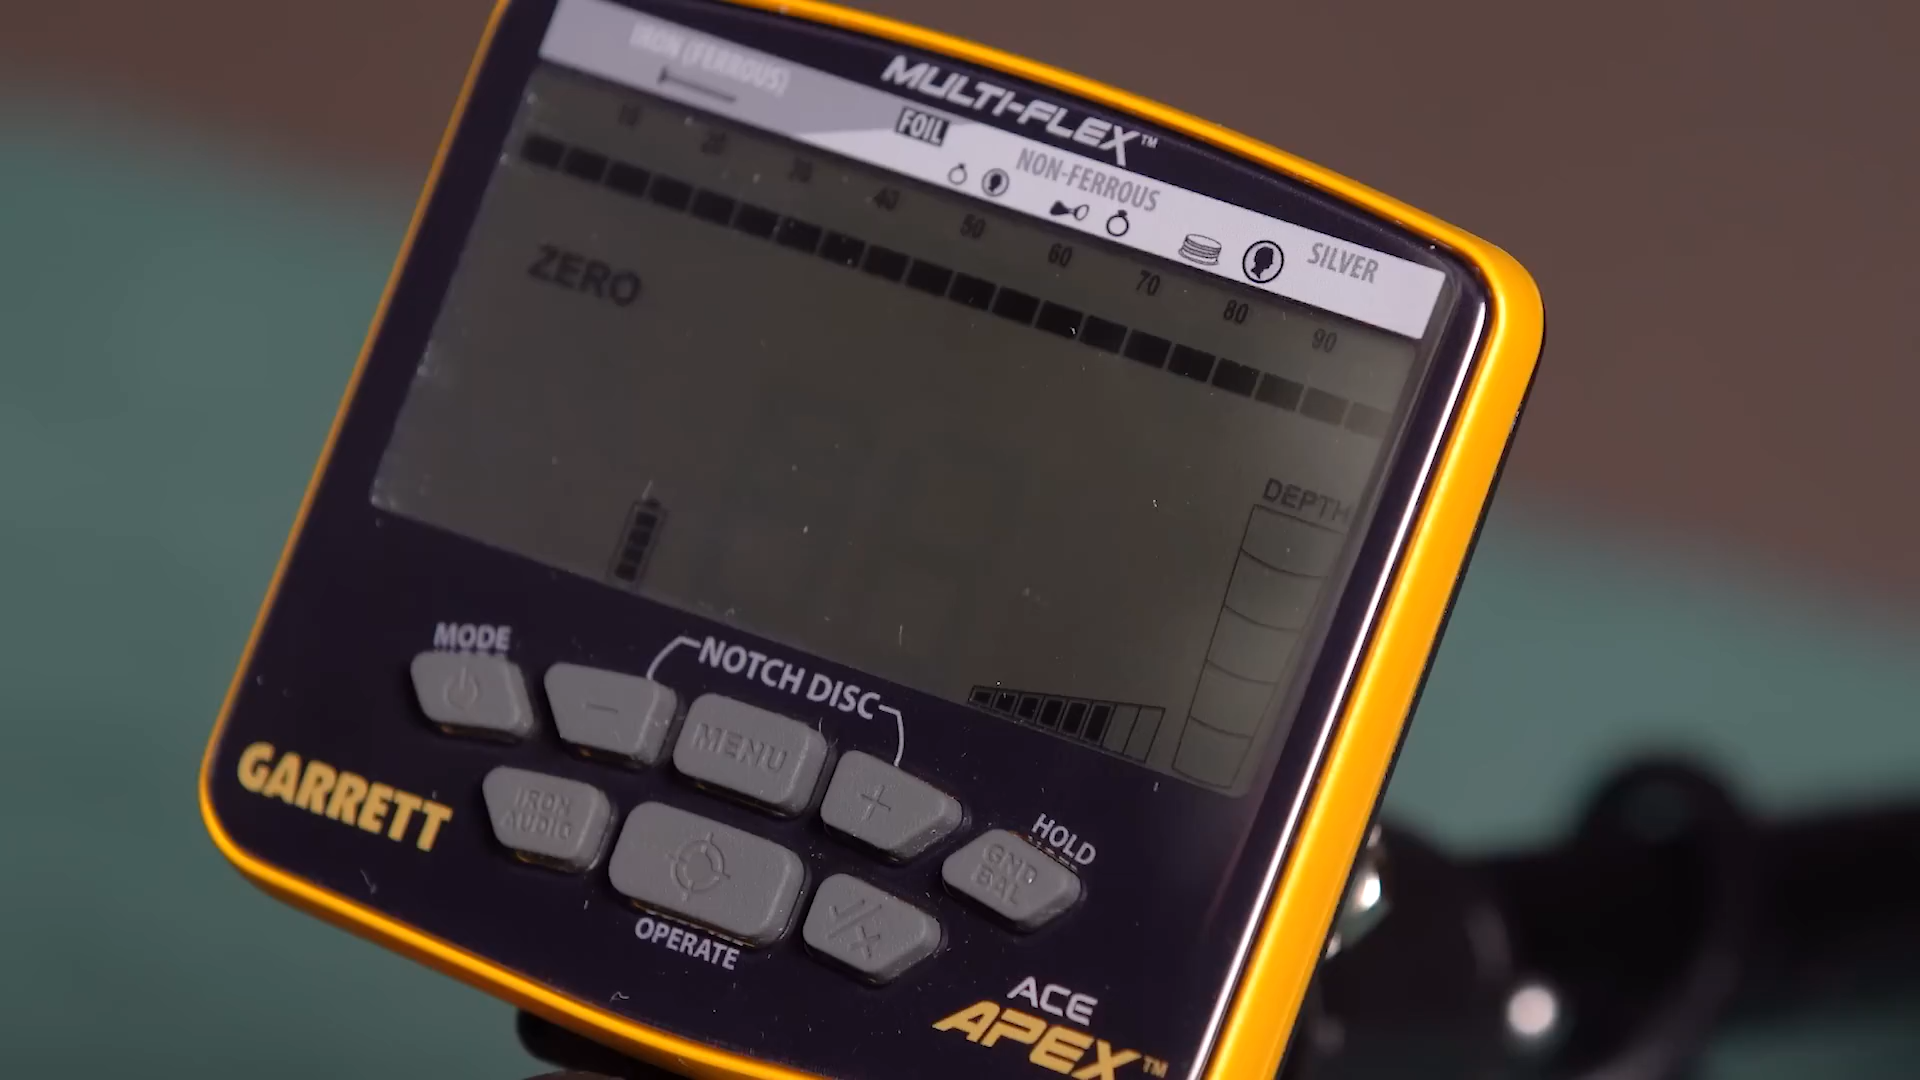 IRON (FERROUS)
MULTI-FLEX™
FOIL
NON-FERROUS
SILVER
10 20 30 40 50 60 70 80 90
ZERO
DEPTH
MODE
NOTCH DISC
MENU
GARRETT
IRON
AUDIO
HOLD
GND
BAL
OPERATE
ACE
APEX™